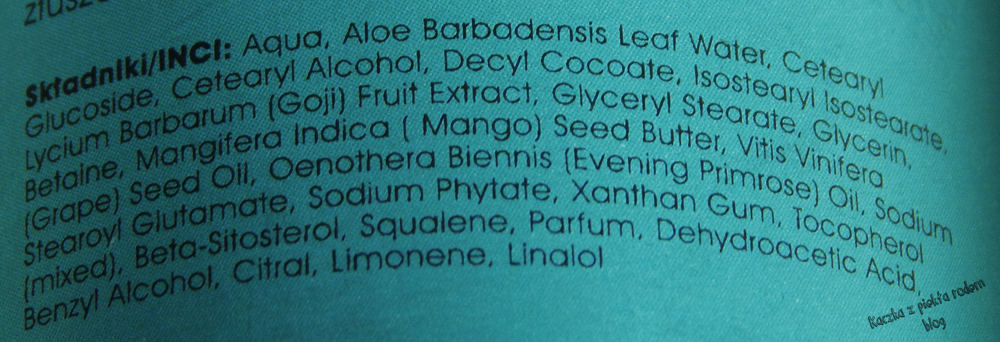 Składniki/INCI: Aqua, Aloe Barbadensis Leaf Water, Cetearyl
Glucoside, Cetearyl Alcohol, Decyl Cocoate, Isostearyl Isostearate,
Lycium Barbarum (Goji) Fruit Extract, Glyceryl Stearate, Glycerin,
Betaine, Mangifera Indica ( Mango) Seed Butter, Vitis Vinifera
(Grape) Seed Oil, Oenothera Biennis (Evening Primrose) Oil, Sodium
Stearoyl Glutamate, Sodium Phytate, Xanthan Gum, Tocopherol
(mixed), Beta-Sitosterol, Squalene, Parfum, Dehydroacetic Acid,
Benzyl Alcohol, Citral, Limonene, Linalol
Kaczka z piekła rodem
blog